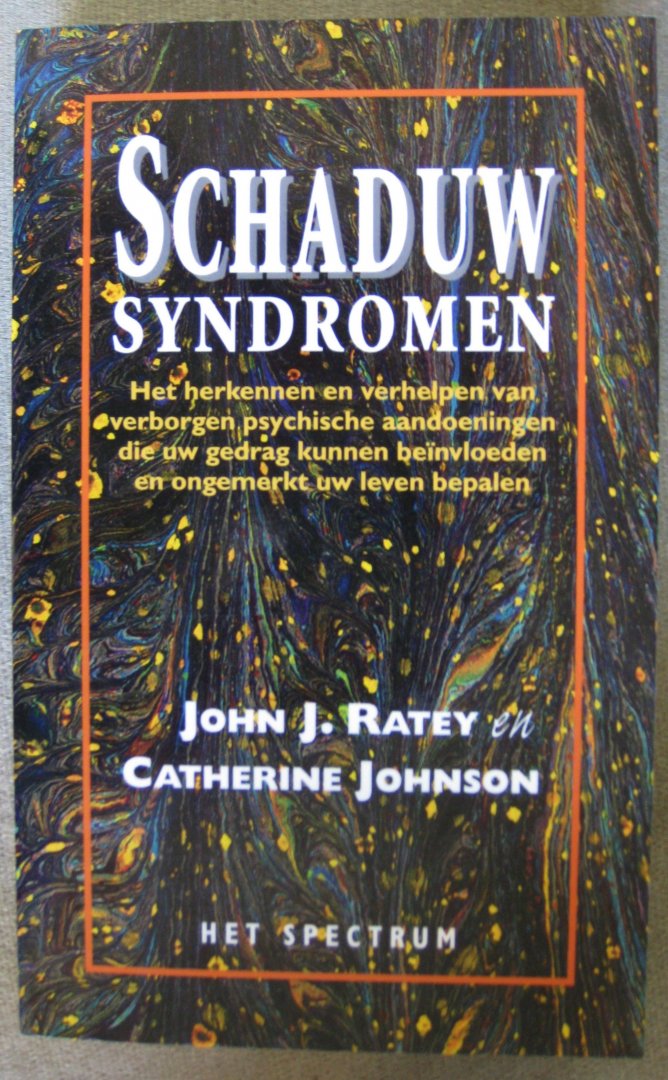 SCHADUW
SYNDROMEN
Het herkennen en verhelpen van
verborgen psychische aandoeningen
die uw gedrag kunnen beïnvloeden
en ongemerkt uw leven bepalen
JOHN J. RATEY en
CATHERINE JOHNSON
HET SPECTRUM